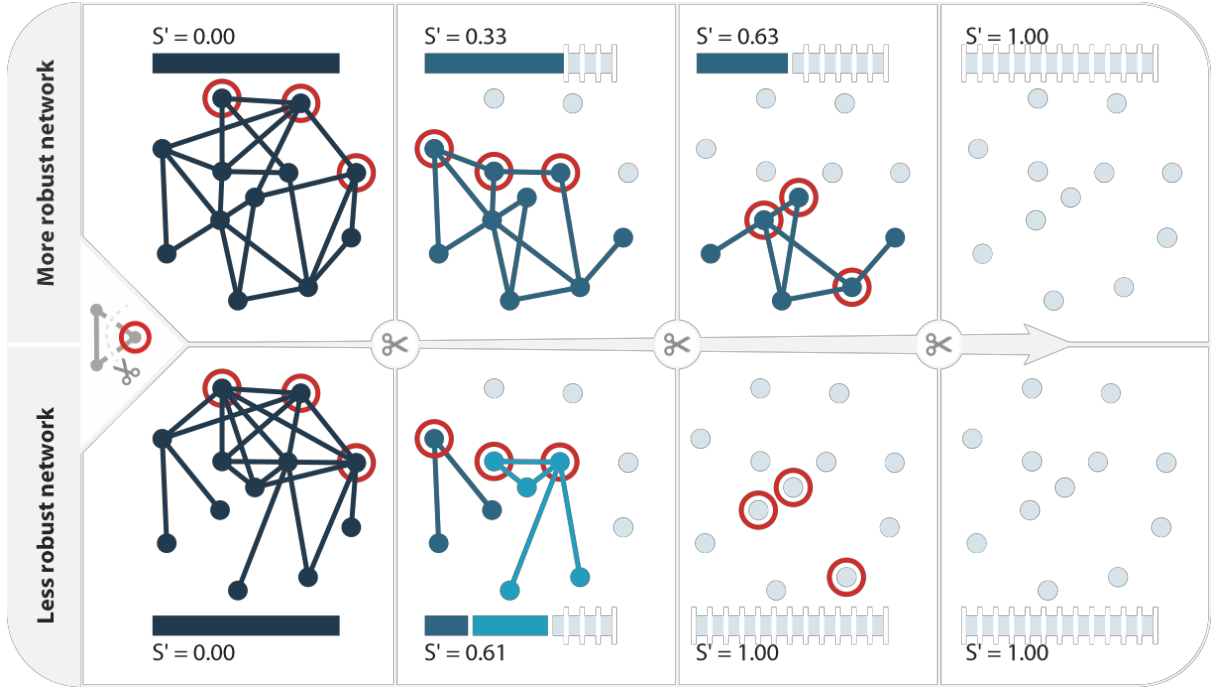 More robust network
S' = 0.00
S' = 0.33
S' = 0.63
S' = 1.00
Less robust network
S' = 0.00
S' = 0.61
S' = 1.00
S' = 1.00